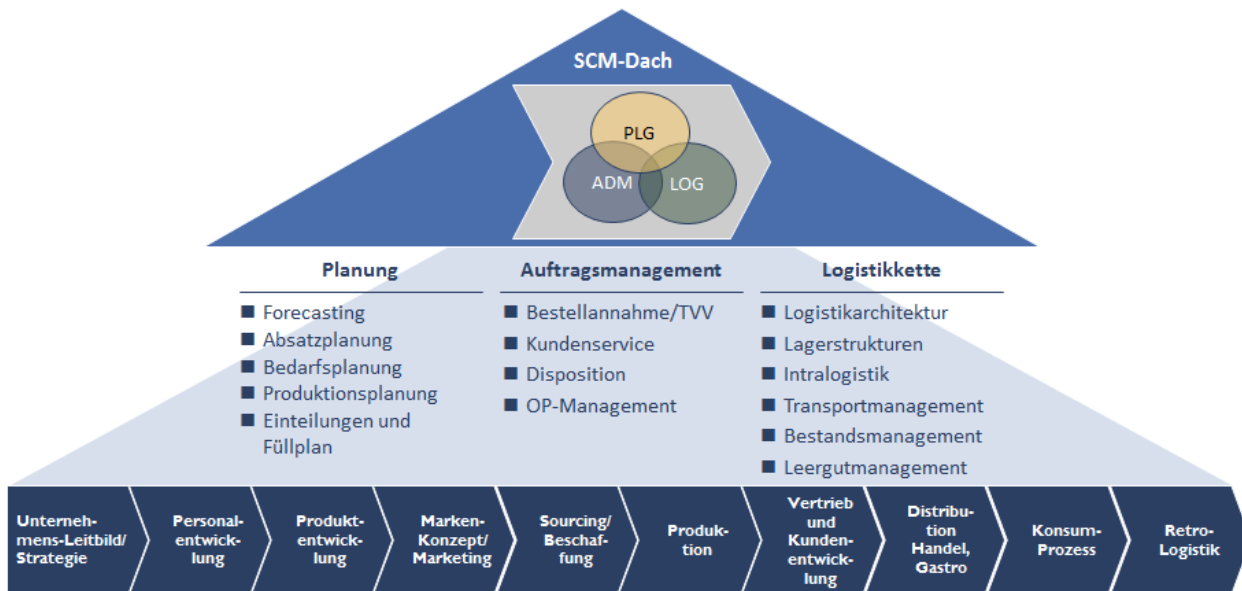 SCM-Dach
PLG
ADM
LOG
Planung
Forecasting
Absatzplanung
Bedarfsplanung
Produktionsplanung
Einteilungen und
Füllplan
Auftragsmanagement
Bestellannahme/TVV
Kundenservice
Disposition
OP-Management
Logistikkette
Logistikarchitektur
Lagerstrukturen
Intralogistik
Transportmanagement
Bestandsmanagement
Leergutmanagement
Unterneh-
mens-Leitbild/
Strategie
Personal-
entwick-
lung
Produkt-
entwick-
lung
Marken-
Konzept/
Marketing
Sourcing/
Beschaf-
fung
Produk-
tion
Vertrieb
und
Kunden-
entwick-
lung
Distribu-
tion
Handel,
Gastro
Konsum-
Prozess
Retro-
Logistik